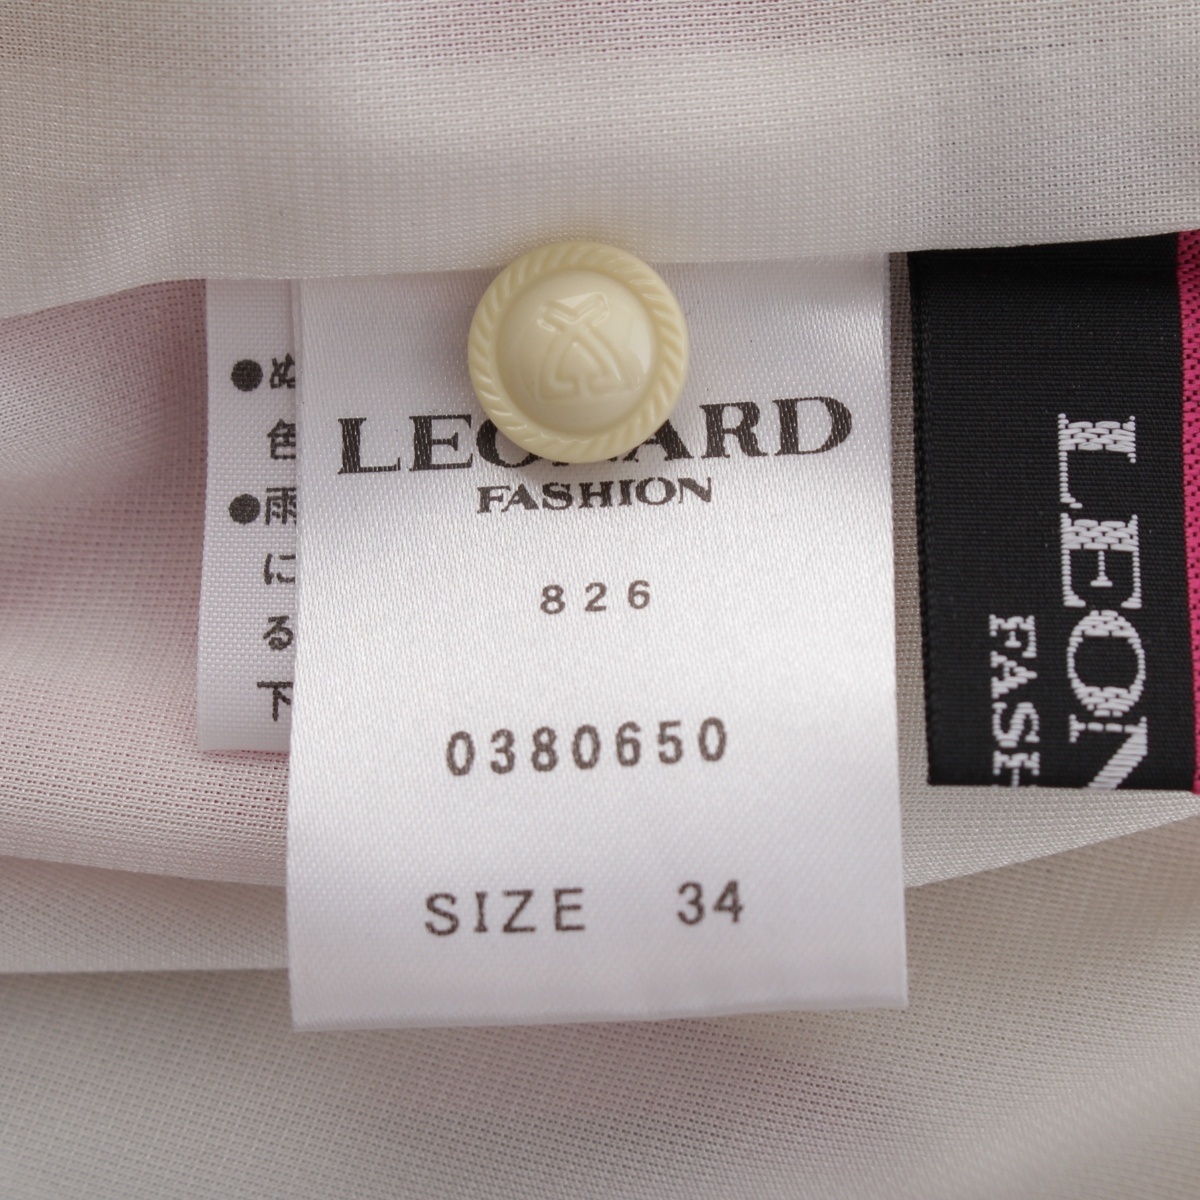 ●ぬ
色
●雨
に
る
下
LEONARD
FASHION
826
0380650
SIZE 34
LEON
FASH